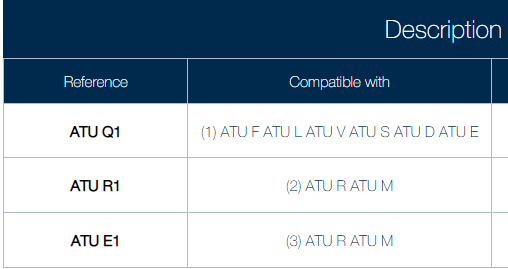 Description
Reference Compatible with
ATU Q1 (1) ATU F ATU L ATU V ATU S ATU D ATU E
ATU R1 (2) ATU R ATU M
ATU E1 (3) ATU R ATU M